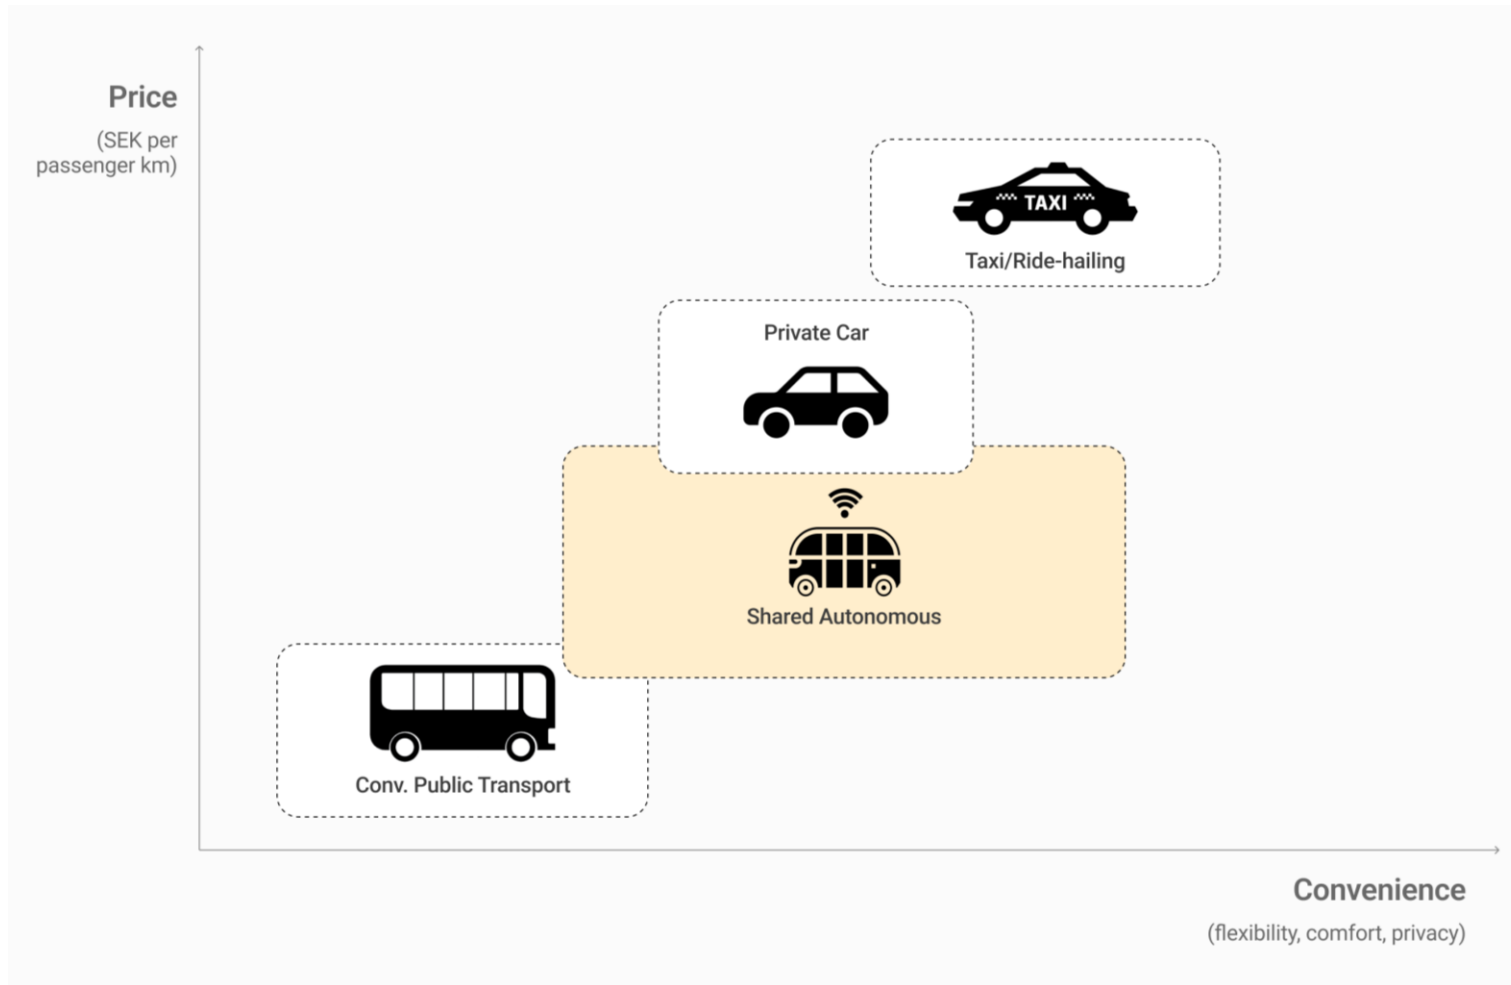 Price
(SEK per
passenger km)
TAXI
Taxi/Ride-hailing
Private Car
Shared Autonomous
Conv. Public Transport
Convenience
(flexibility, comfort, privacy)